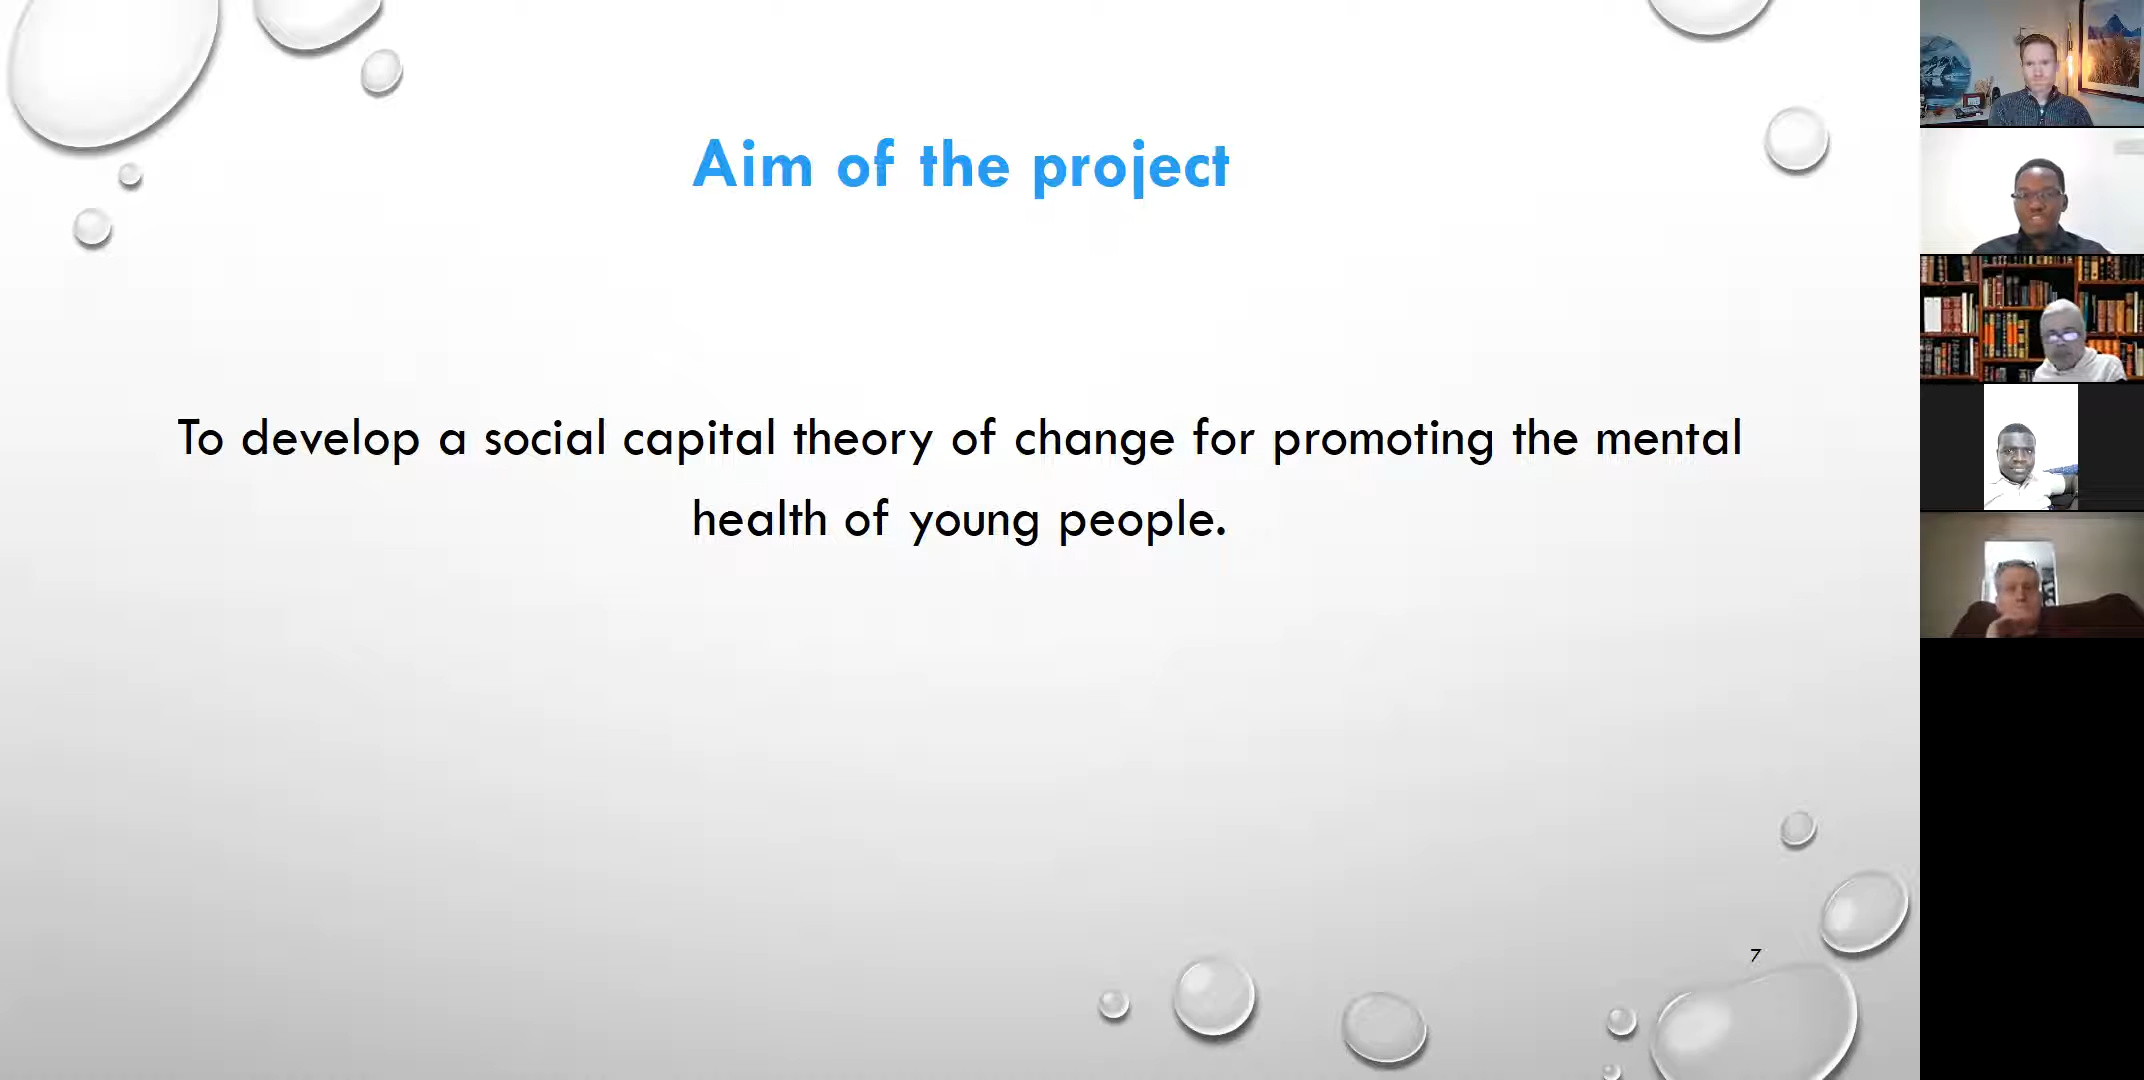 Aim of the project
To develop a social capital theory of change for promoting the mental
health of young people.
7